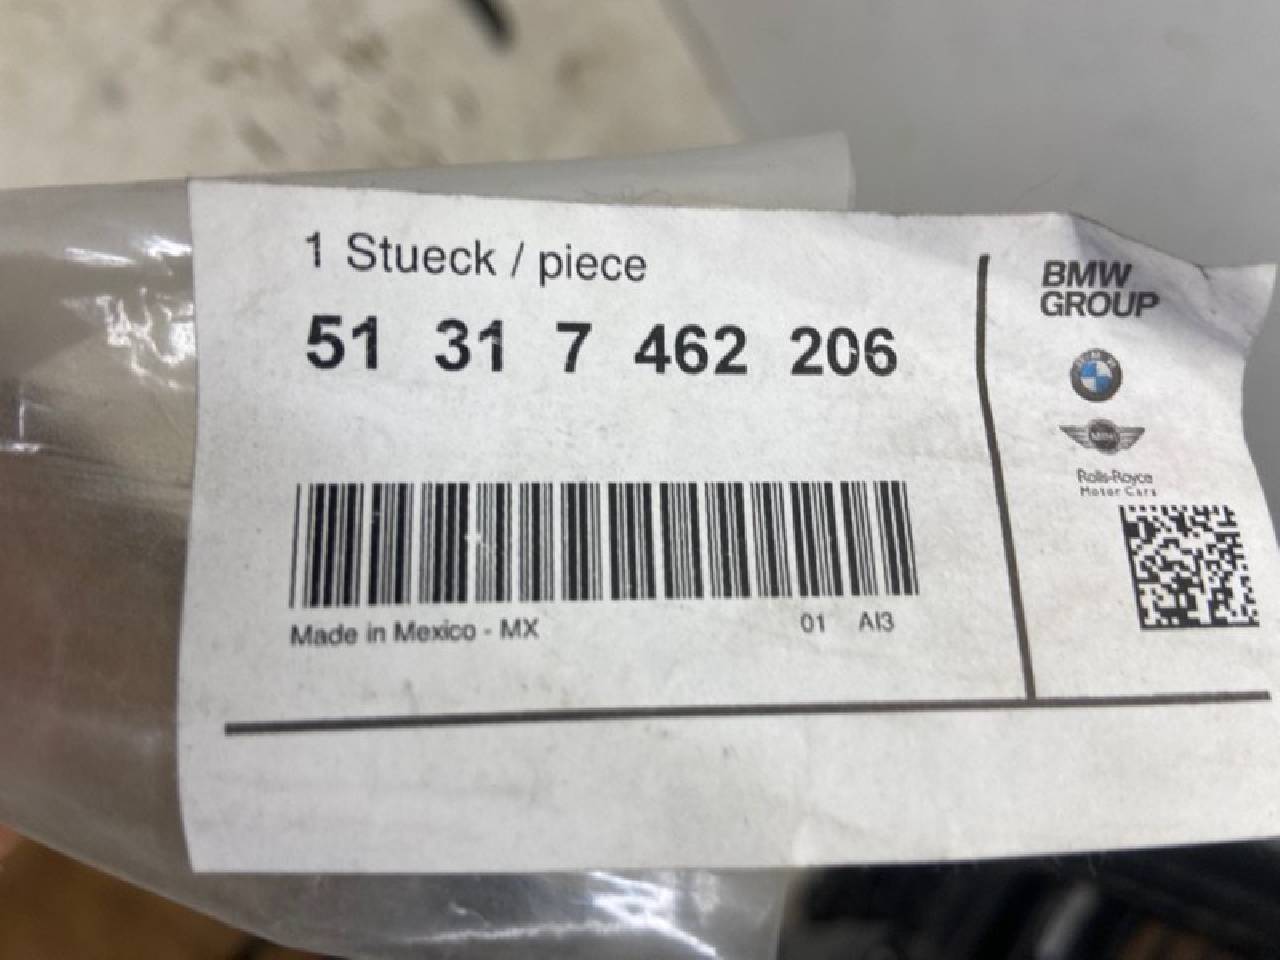 1 Stueck / piece
51 31 7 462 206
Made in Mexico - MX
01 AI3
BMW
GROUP
MINI
Rolls-Royce
Motor Cars